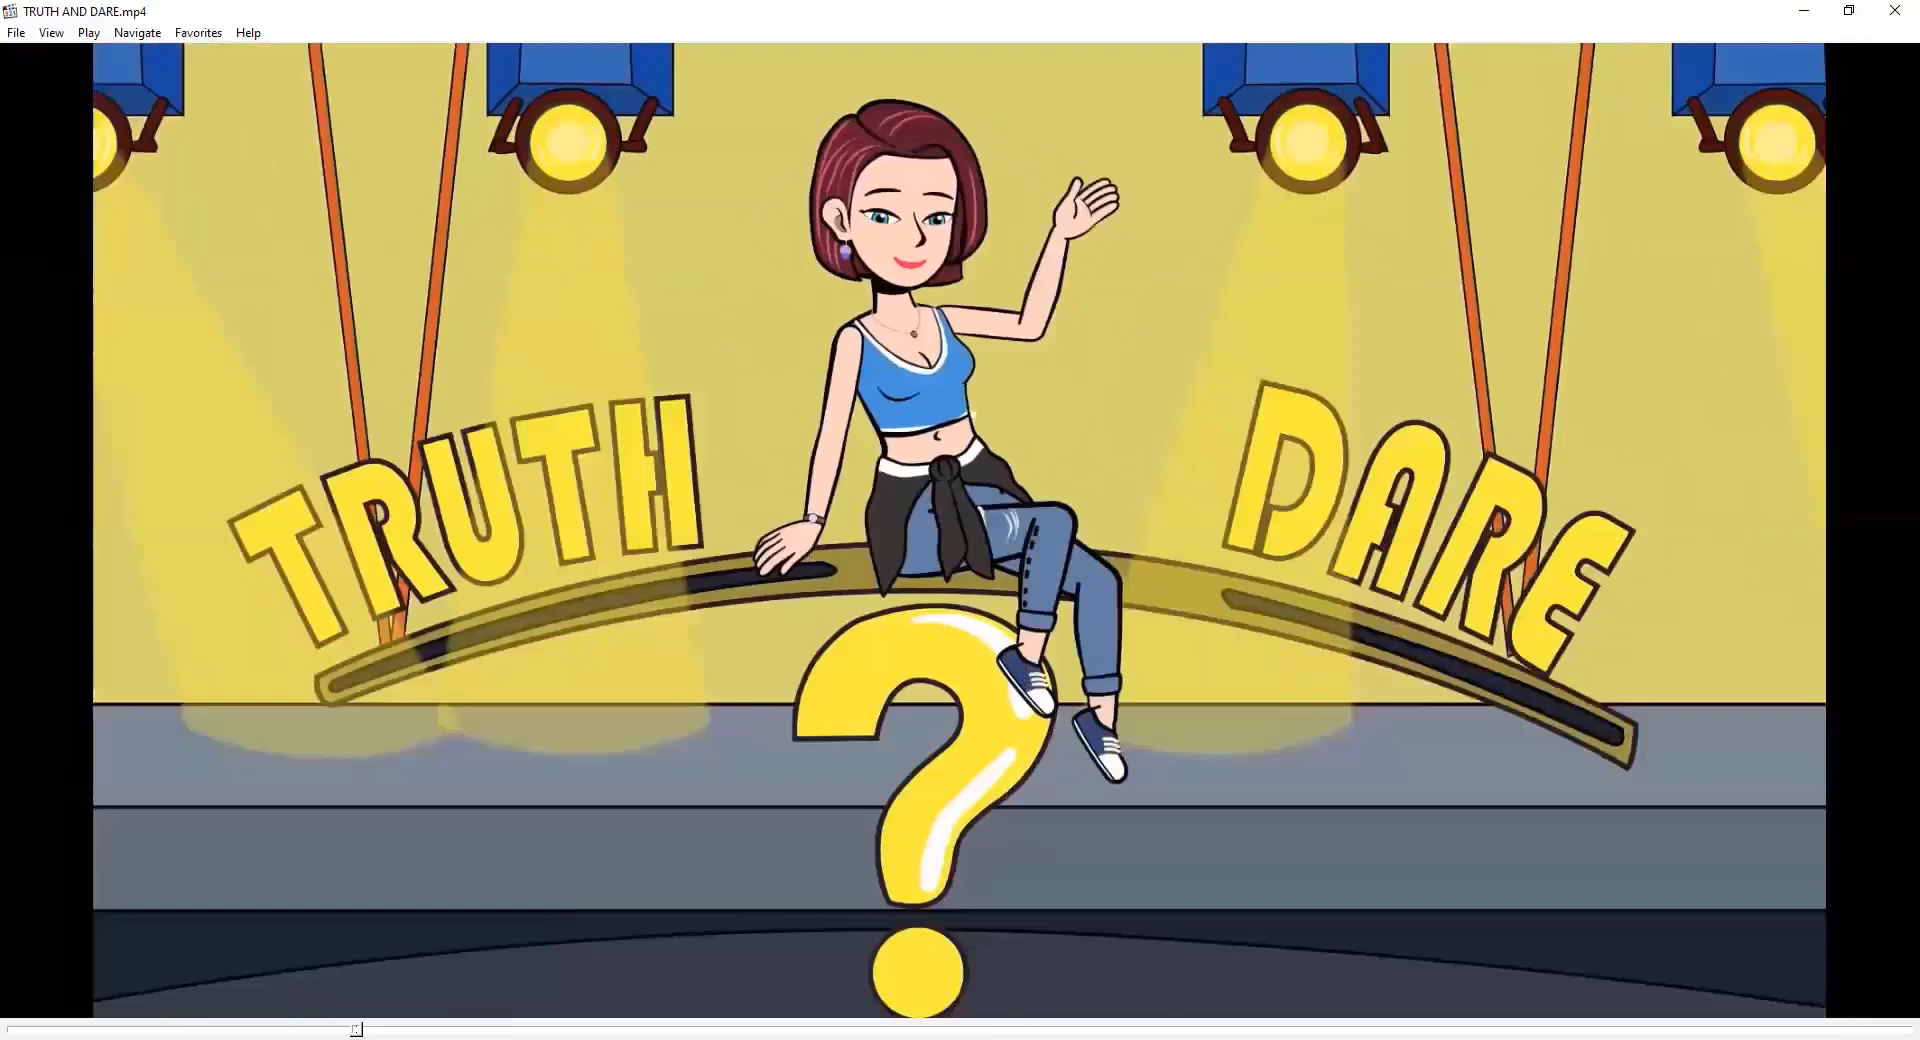 TRUTH AND DARE.mp4
File View Play Navigate Favorites Help
TRUTH DARE
?